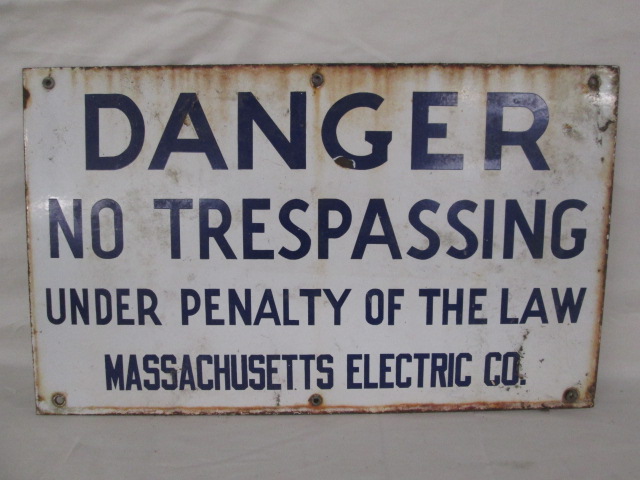 DANGER
NO TRESPASSING
UNDER PENALTY OF THE LAW
MASSACHUSETTS ELECTRIC CO.